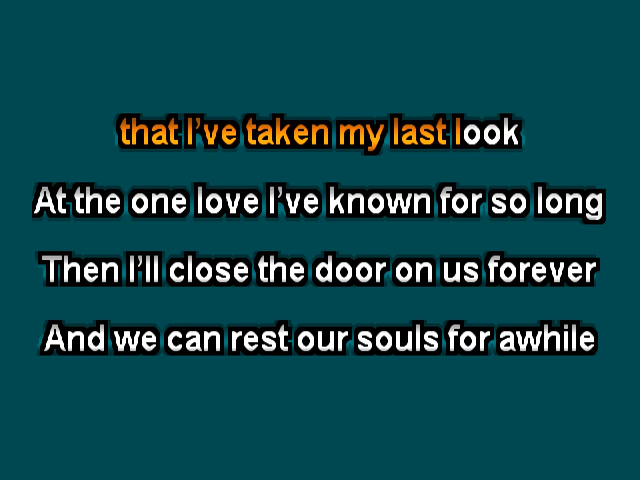 that I've taken my last look
At the one love I've known for so long
Then I'll close the door on us forever
And we can rest our souls for awhile